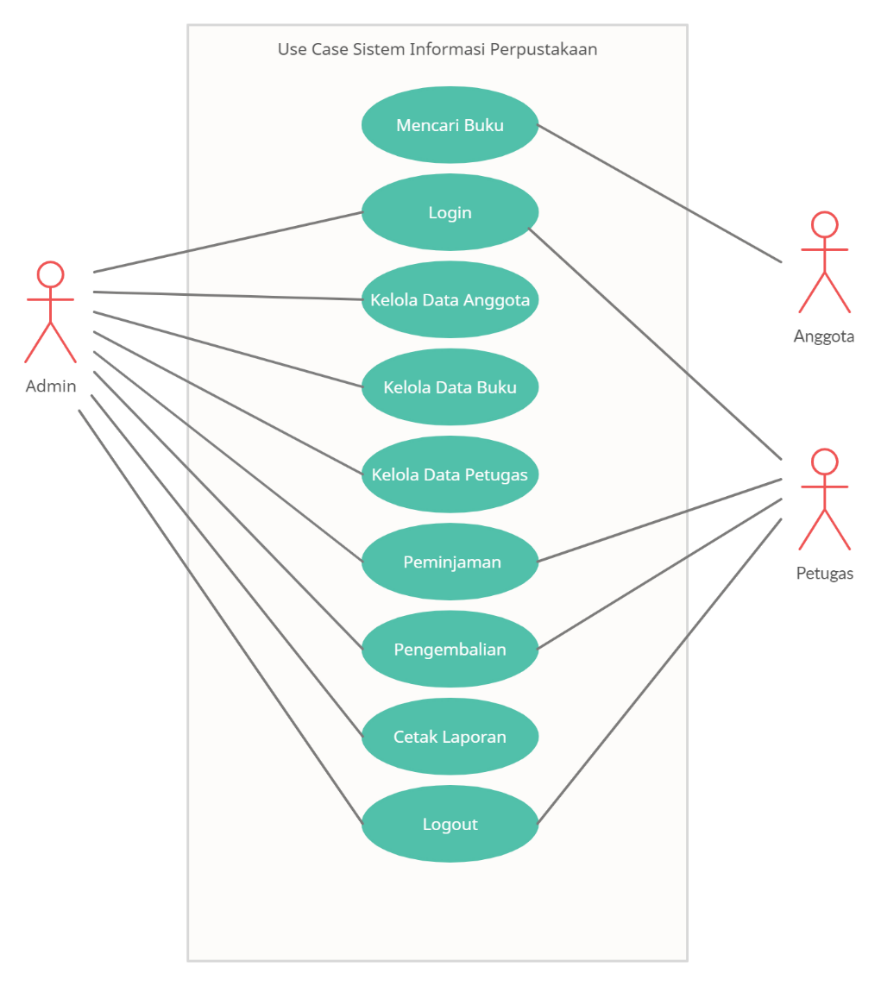 Use Case Sistem Informasi Perpustakaan
Mencari Buku
Login
Kelola Data Anggota
Kelola Data Buku
Kelola Data Petugas
Peminjaman
Pengembalian
Cetak Laporan
Logout
Admin
Anggota
Petugas